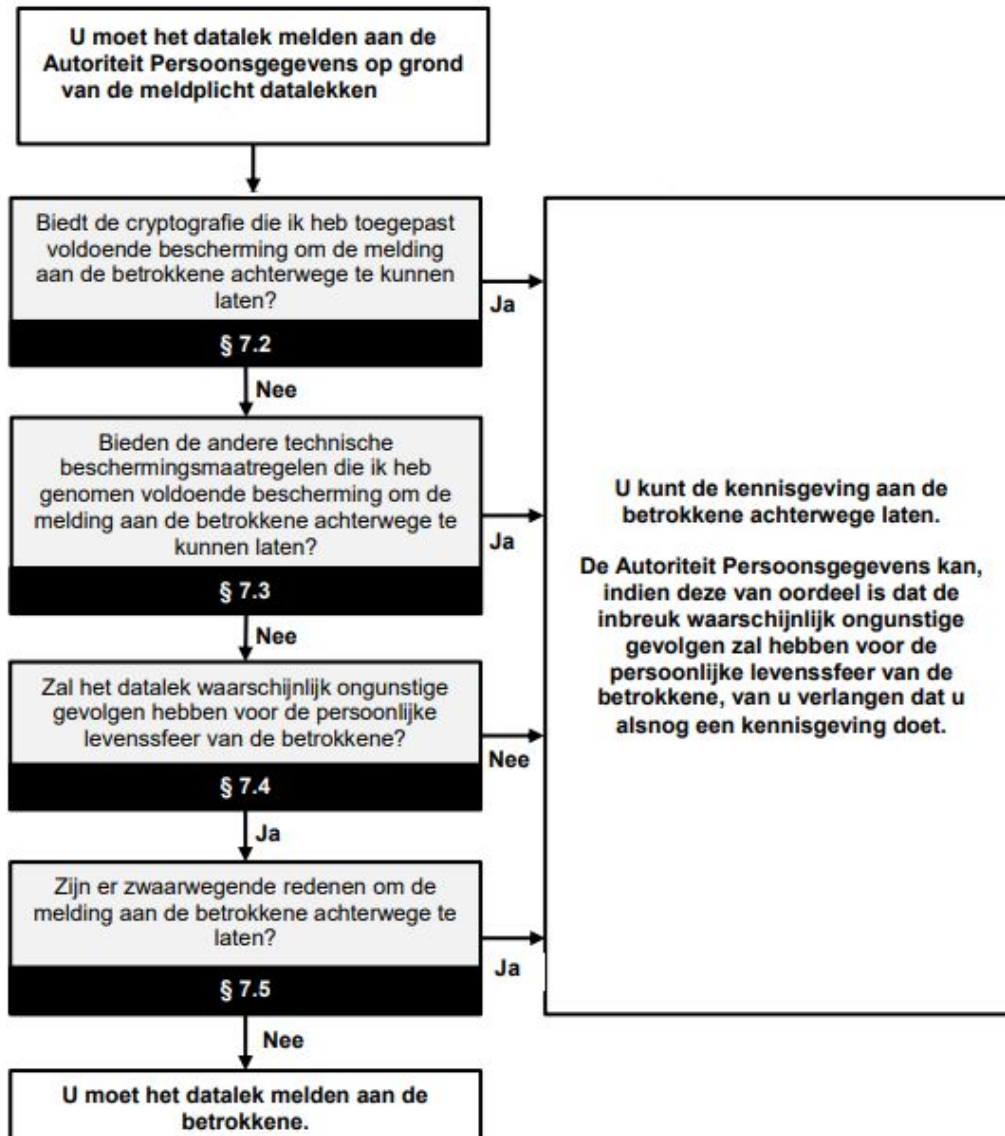 U moet het datalek melden aan de
Autoriteit Persoonsgegevens op grond
van de meldplicht datalekken
Biedt de cryptografie die ik heb toegepast
voldoende bescherming om de melding
aan de betrokkene achterwege te kunnen
laten?
§ 7.2
Ja
Nee
Bieden de andere technische
beschermingsmaatregelen die ik heb
genomen voldoende bescherming om de
melding aan de betrokkene achterwege te
kunnen laten?
§ 7.3
Ja
Nee
Zal het datalek waarschijnlijk ongunstige
gevolgen hebben voor de persoonlijke
levenssfeer van de betrokkene?
§ 7.4
Nee
Ja
Zijn er zwaarwegende redenen om de
melding aan de betrokkene achterwege te
laten?
§ 7.5
Ja
Nee
U moet het datalek melden aan de
betrokkene.
U kunt de kennisgeving aan de
betrokkene achterwege laten.
De Autoriteit Persoonsgegevens kan,
indien deze van oordeel is dat de
inbreuk waarschijnlijk ongunstige
gevolgen zal hebben voor de
persoonlijke levenssfeer van de
betrokkene, van u verlangen dat u
alsnog een kennisgeving doet.